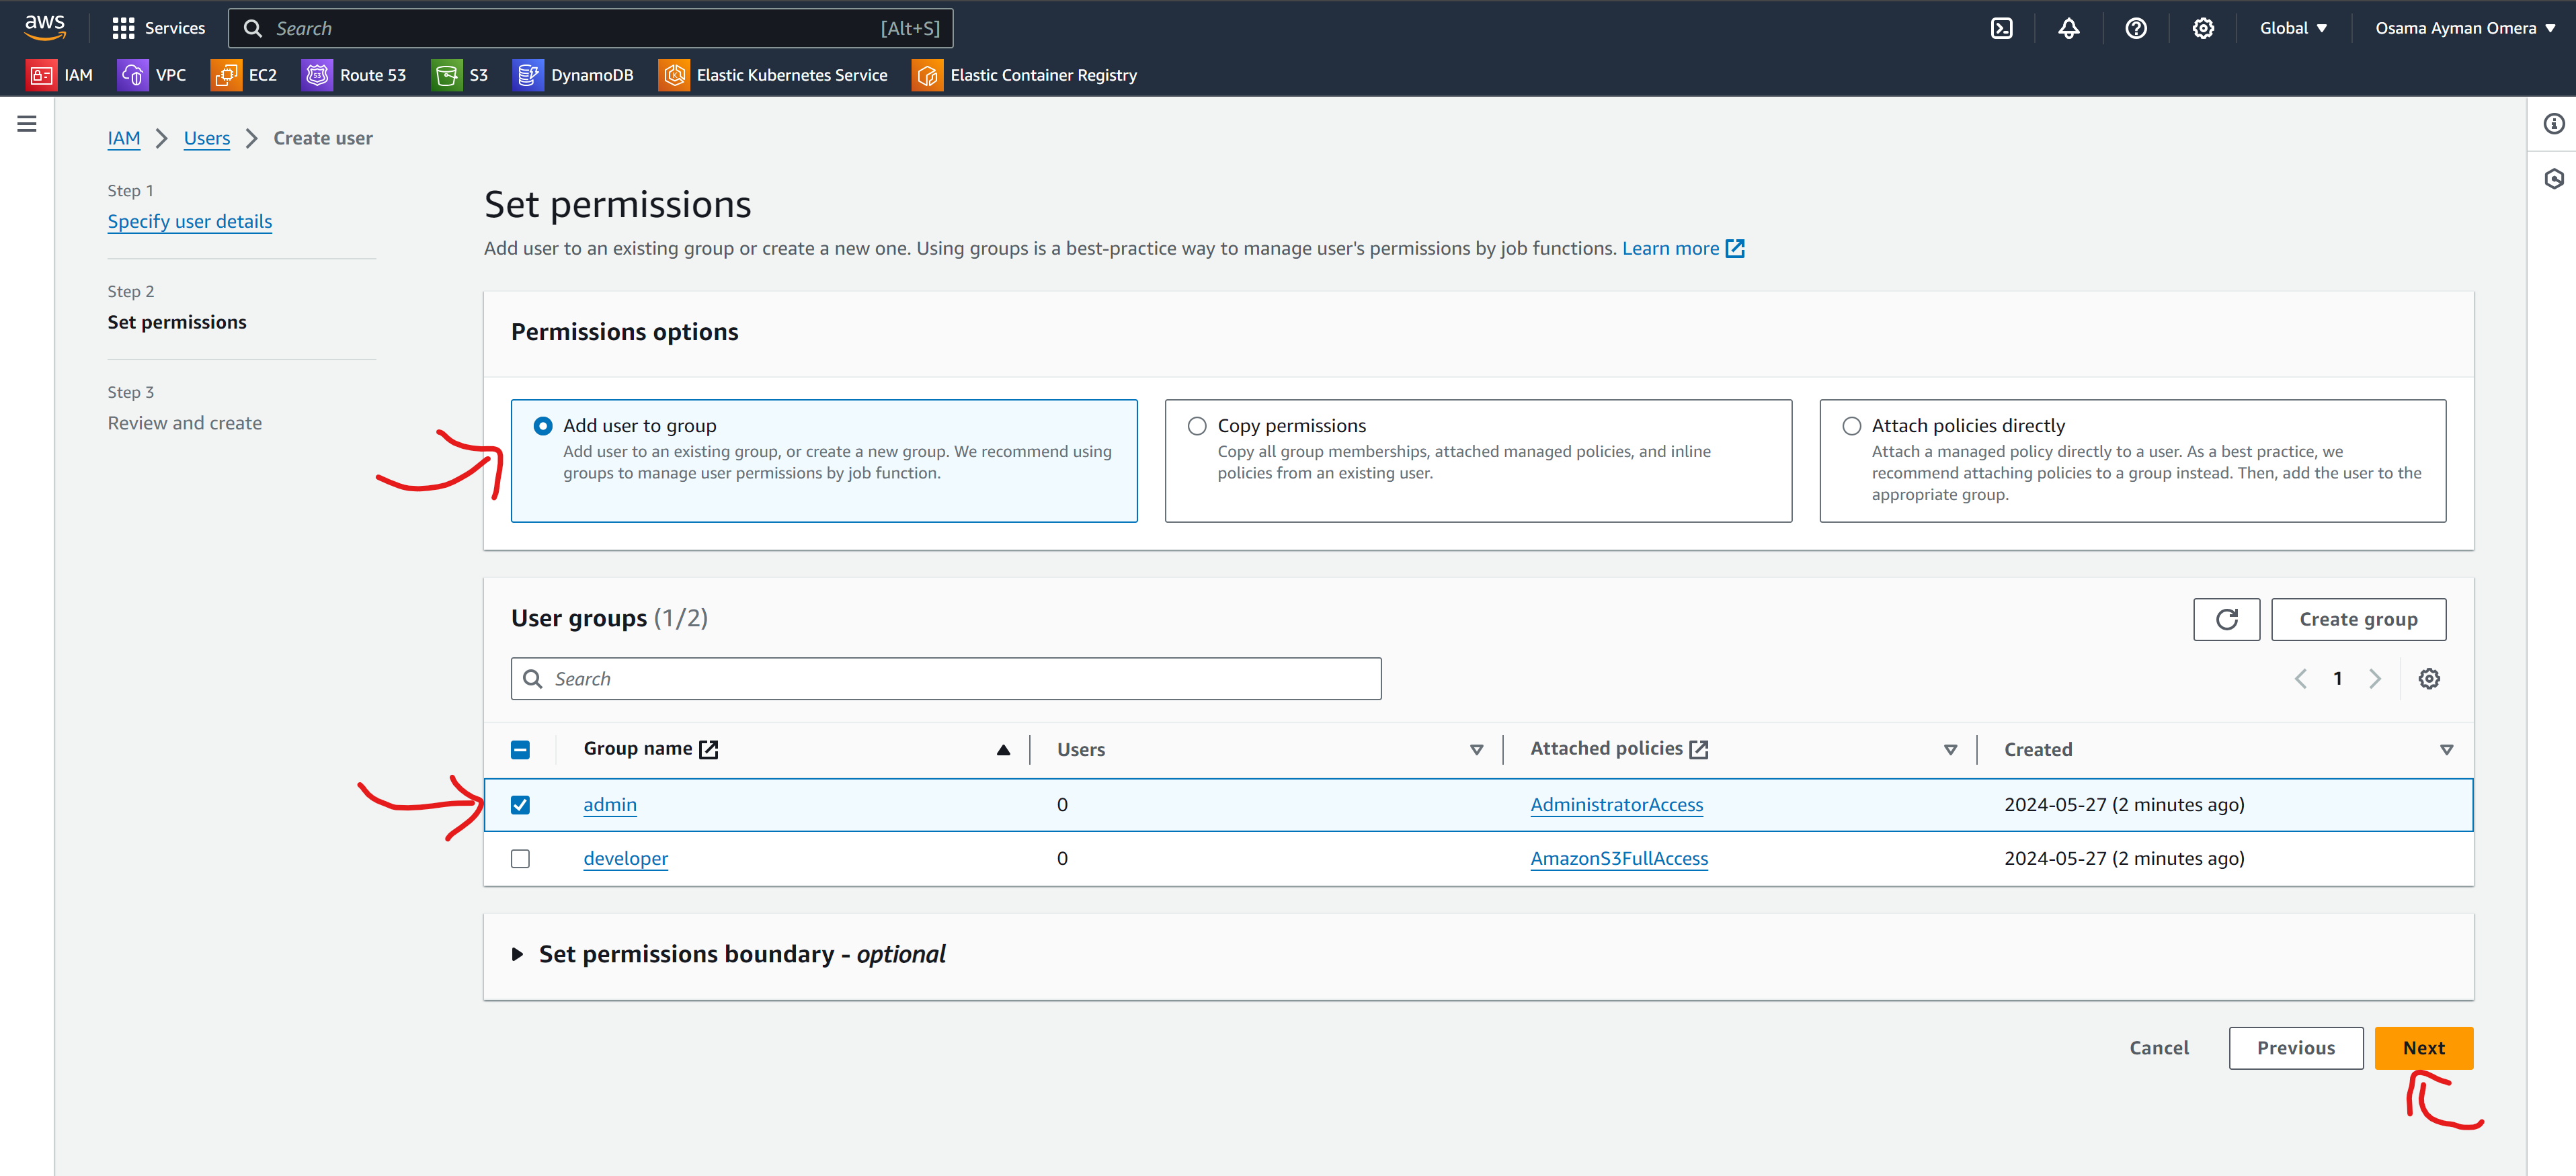 aws
Services
Search [Alt+S]
Global
Osama Ayman Omera
IAM
VPC
EC2
53
Route 53
S3
DynamoDB
Elastic Kubernetes Service
Elastic Container Registry
IAM
Users
Create user
Step 1
Specify user details
Step 2
Set permissions
Step 3
Review and create
Set permissions
Add user to an existing group or create a new one. Using groups is a best-practice way to manage user's permissions by job functions. Learn more
Permissions options
Add user to group
Add user to an existing group, or create a new group. We recommend using
groups to manage user permissions by job function.
Copy permissions
Copy all group memberships, attached managed policies, and inline
policies from an existing user.
Attach policies directly
Attach a managed policy directly to a user. As a best practice, we
recommend attaching policies to a group instead. Then, add the user to the
appropriate group.
User groups (1/2)
Create group
Search
1
Group name Users Attached policies Created
admin 0 AdministratorAccess 2024-05-27 (2 minutes ago)
developer 0 AmazonS3FullAccess 2024-05-27 (2 minutes ago)
Set permissions boundary - optional
Cancel
Previous
Next